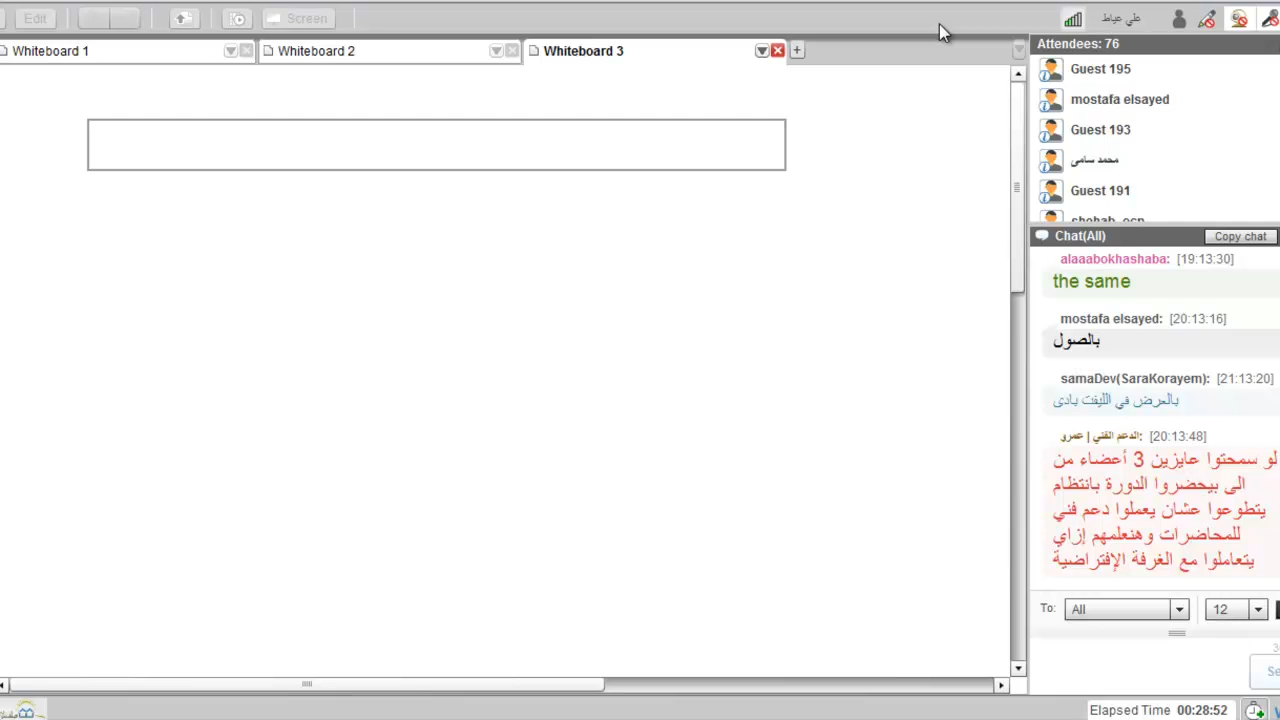 Edit
Screen
علي عياط
Whiteboard 1
Whiteboard 2
Whiteboard 3
Attendees: 76
Guest 195
mostafa elsayed
Guest 193
محمد سامى
Guest 191
Chat(All)
Copy chat
alaaabokhashaba: [19:13:30]
the same
mostafa elsayed: [20:13:16]
بالصول
samaDev(SaraKorayem): [21:13:20]
بالعرض في الليفت بادى
الدعم الفني | عمرو: [20:13:48]
لو سمحتوا عايزين 3 أعضاء من
الى بيحضروا الدورة بانتظام
يتطوعوا عشان يعملوا دعم فني
للمحاضرات وهنعلمهم إزاي
يتعاملوا مع الغرفة الإفتراضية
To: All 12
Se
Elapsed Time 00:28:52